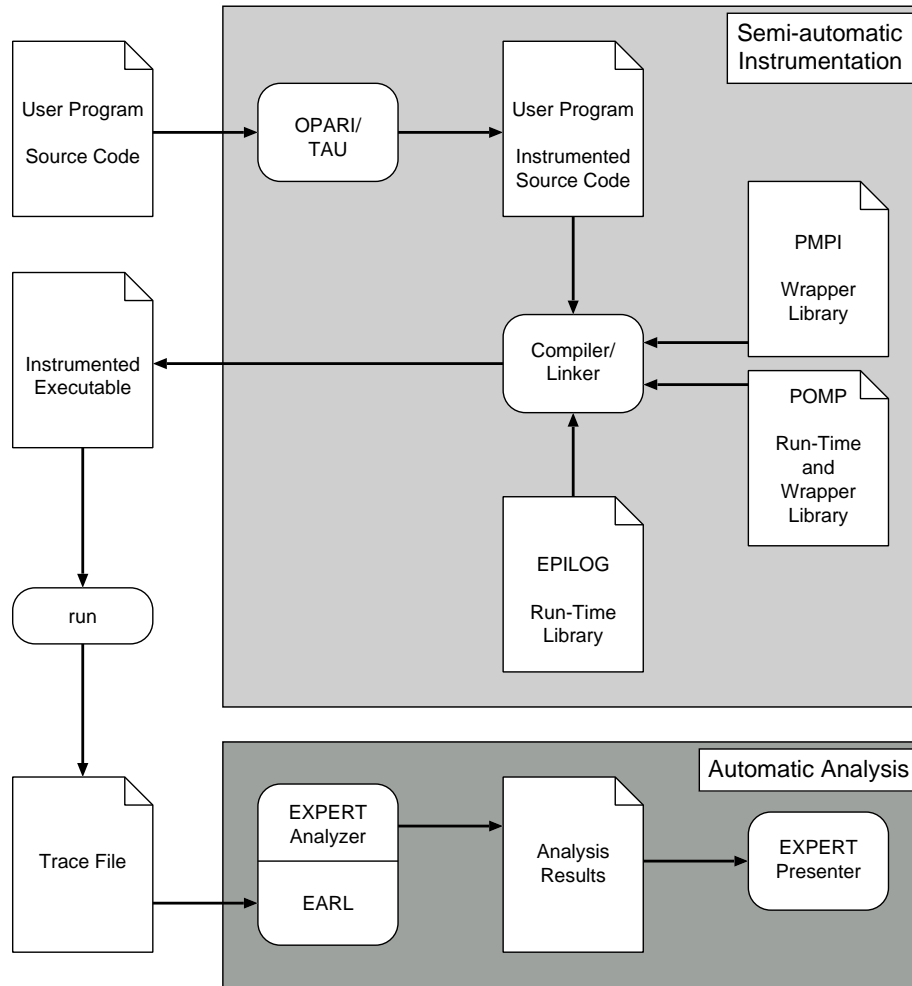 Semi-automatic
Instrumentation
User Program
Source Code
OPARI/
TAU
User Program
Instrumented
Source Code
PMPI
Wrapper
Library
Instrumented
Executable
Compiler/
Linker
POMP
Run-Time
and
Wrapper
Library
EPILOG
Run-Time
Library
run
Automatic Analysis
Trace File
EXPERT
Analyzer
EARL
Analysis
Results
EXPERT
Presenter